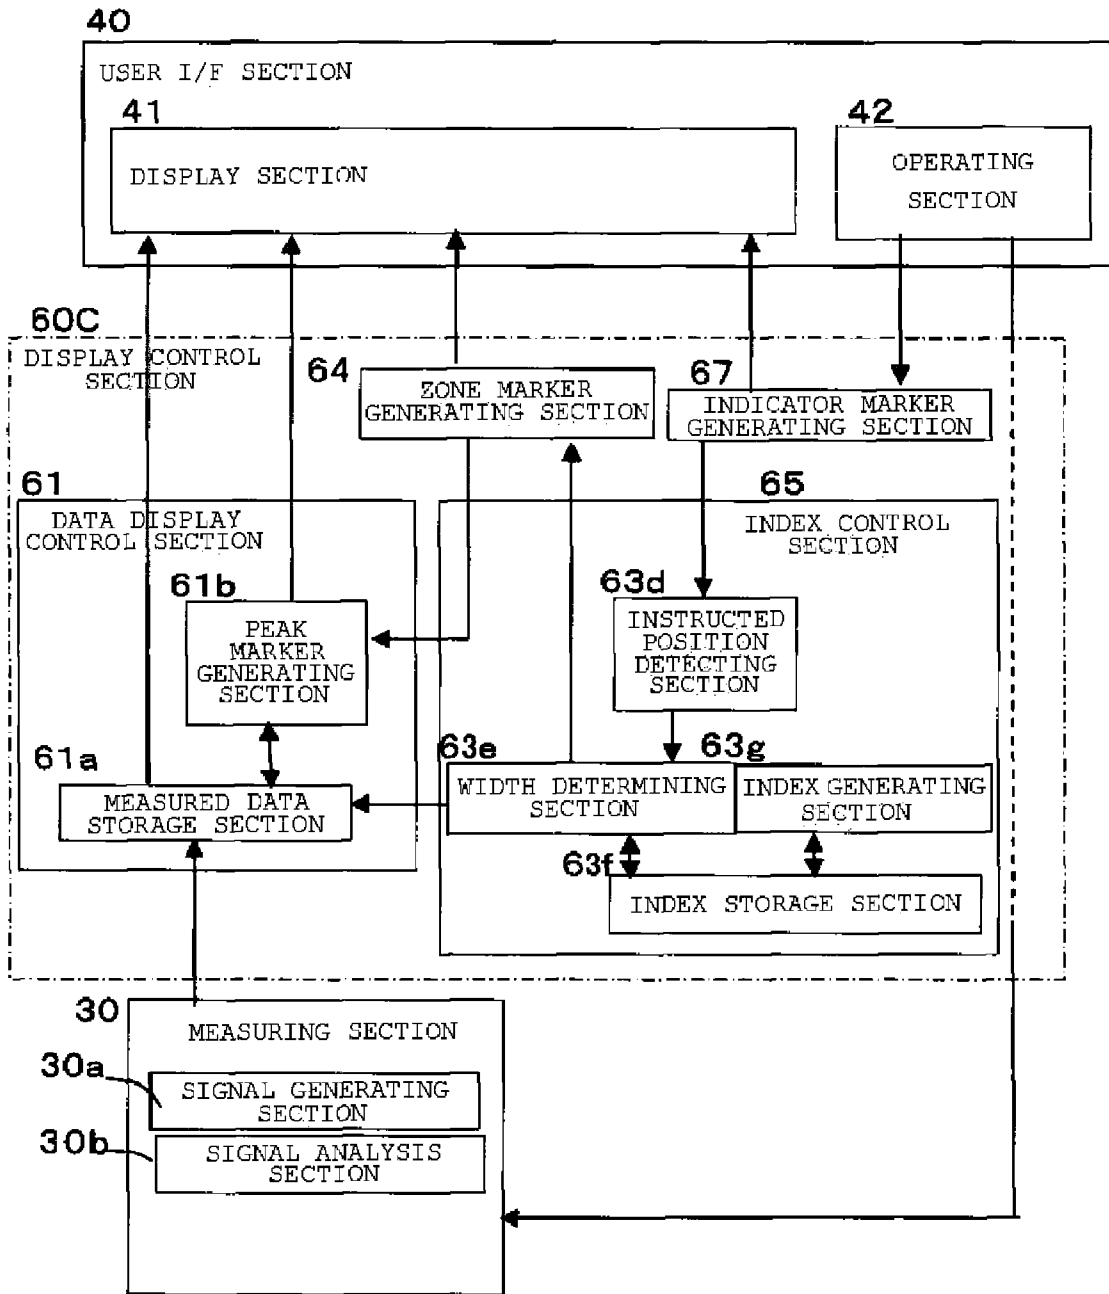 40
USER I/F SECTION
41
42
DISPLAY SECTION
OPERATING
SECTION
60C
DISPLAY CONTROL
SECTION
64
ZONE MARKER
GENERATING SECTION
67
INDICATOR MARKER
GENERATING SECTION
61
DATA DISPLAY
CONTROL SECTION
65
INDEX CONTROL
SECTION
61b
PEAK
MARKER
GENERATING
SECTION
63d
INSTRUCTED
POSITION
DETECTING
SECTION
61a
MEASURED DATA
STORAGE SECTION
63e
WIDTH DETERMINING
SECTION
63g
INDEX GENERATING
SECTION
63f
INDEX STORAGE SECTION
30
MEASURING SECTION
30a
SIGNAL GENERATING
SECTION
30b
SIGNAL ANALYSIS
SECTION